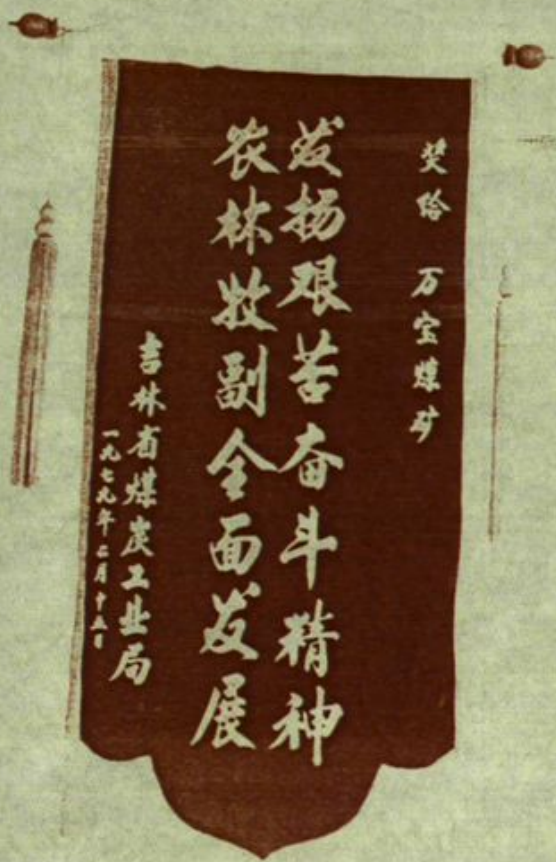 奖给 万宝煤矿
发扬艰苦奋斗精神
农林牧副全面发展
吉林省煤炭工业局
一九七九年二月十五日